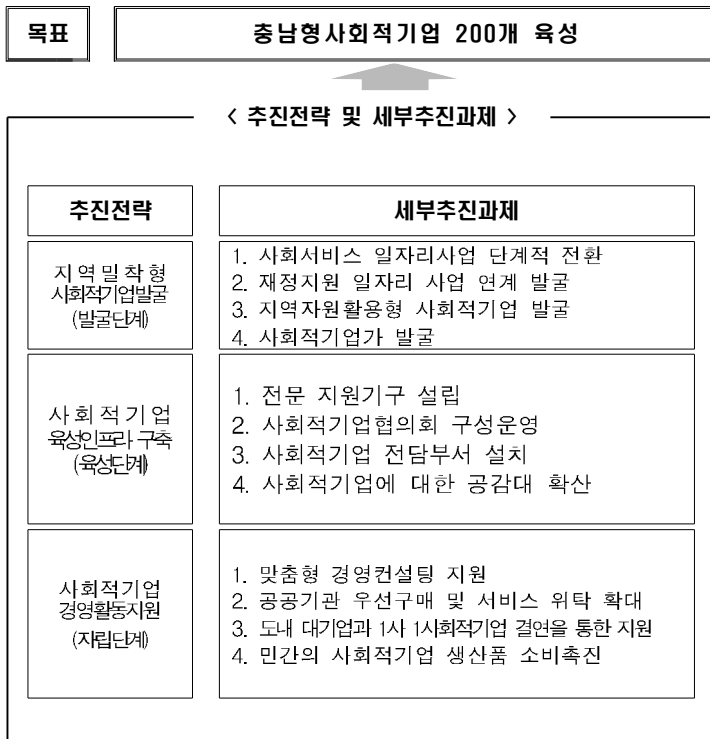 목표
충남형사회적기업 200개 육성
< 추진전략 및 세부추진과제 >
추진전략
세부추진과제
지역밀착형
사회적기업발굴
(발굴단계)
1. 사회서비스 일자리사업 단계적 전환
2. 재정지원 일자리 사업 연계 발굴
3. 지역자원활용형 사회적기업 발굴
4. 사회적기업가 발굴
사회적기업
육성인프라 구축
(육성단계)
1. 전문 지원기구 설립
2. 사회적기업협의회 구성운영
3. 사회적기업 전담부서 설치
4. 사회적기업에 대한 공감대 확산
사회적기업
경영활동지원
(자립단계)
1. 맞춤형 경영컨설팅 지원
2. 공공기관 우선구매 및 서비스 위탁 확대
3. 도내 대기업과 1사 1사회적기업 결연을 통한 지원
4. 민간의 사회적기업 생산품 소비촉진